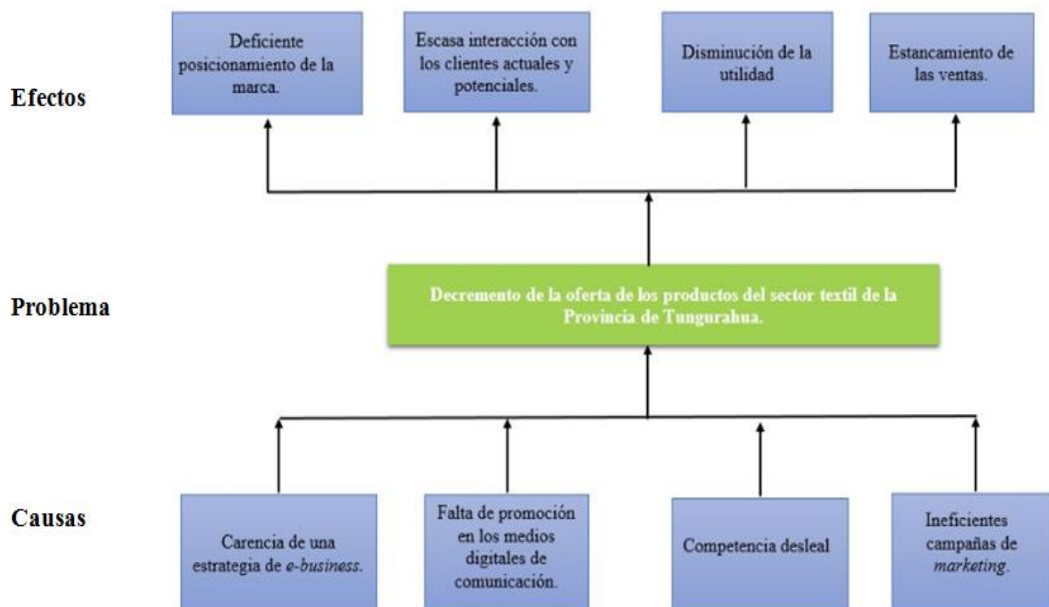 Efectos
Deficiente
posicionamiento de la
marca.
Escasa interacción con
los clientes actuales y
potenciales.
Disminución de la
utilidad
Estancamiento de
las ventas.
Problema
Decremento de la oferta de los productos del sector textil de la
Provincia de Tungurahua.
Causas
Carencia de una
estrategia de e-business.
Falta de promoción
en los medios
digitales de
comunicación.
Competencia desleal
Ineficientes
campañas de
marketing.